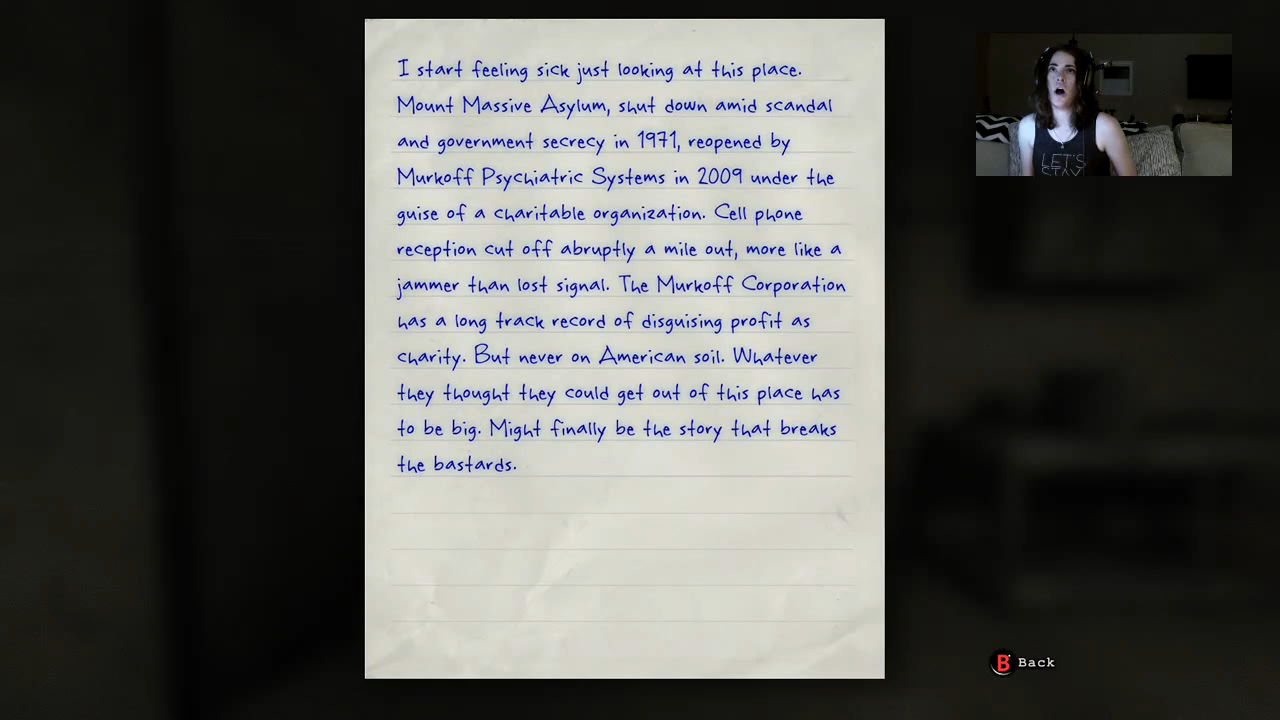 I start feeling sick just looking at this place.
Mount Massive Asylum, shut down amid scandal
and government secrecy in 1971, reopened by
Murkoff Psychiatric Systems in 2009 under the
guise of a charitable organization. Cell phone
reception cut off abruptly a mile out, more like a
jammer than lost signal. The Murkoff Corporation
has a long track record of disguising profit as
charity. But never on American soil. Whatever
they thought they could get out of this place has
to be big. Might finally be the story that breaks
the bastards.
LET'S
STAY
B Back